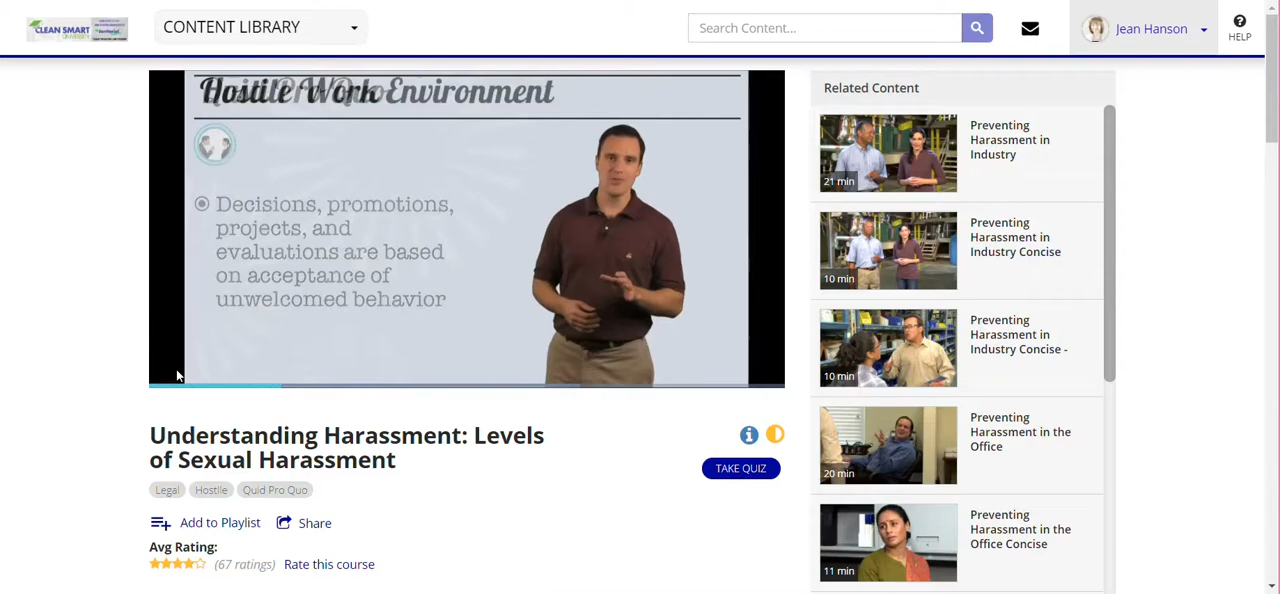 CLEAN SMART
UNIVERSITY
CONTENT LIBRARY
Search Content...
Jean Hanson
HELP
Hostile Work Environment
Decisions, promotions,
projects, and
evaluations are based
on acceptance of
unwelcomed behavior
Understanding Harassment: Levels
of Sexual Harassment
TAKE QUIZ
Legal
Hostile
Quid Pro Quo
Add to Playlist
Share
Avg Rating:
(67 ratings)
Rate this course
Related Content
Preventing
Harassment in
Industry
21 min
Preventing
Harassment in
Industry Concise
10 min
Preventing
Harassment in
Industry Concise -
10 min
Preventing
Harassment in the
Office
20 min
Preventing
Harassment in the
Office Concise
11 min